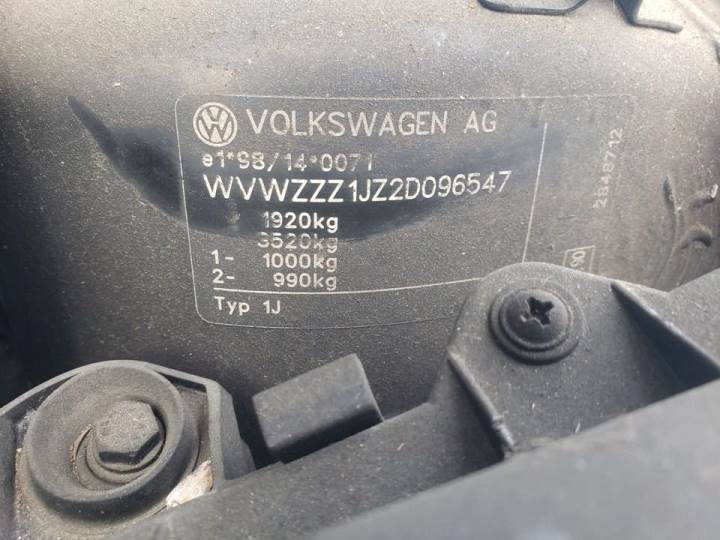 VOLKSWAGEN AG
e1*98/14*0071
WVWZZZ1JZ2D096547
1920kg
3520kg
1- 1000kg
2- 990kg
Typ 1J